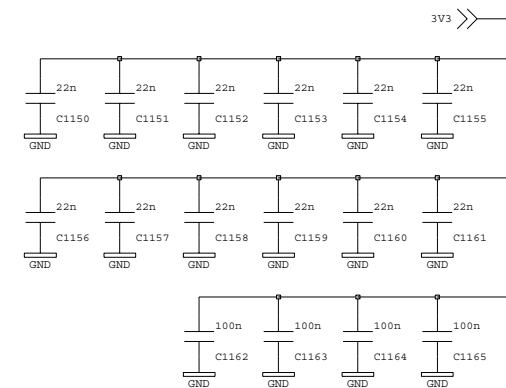 3V3
22n 22n 22n 22n 22n 22n
C1150 C1151 C1152 C1153 C1154 C1155
GND GND GND GND GND GND
22n 22n 22n 22n 22n 22n
C1156 C1157 C1158 C1159 C1160 C1161
GND GND GND GND GND GND
100n 100n 100n 100n
C1162 C1163 C1164 C1165
GND GND GND GND